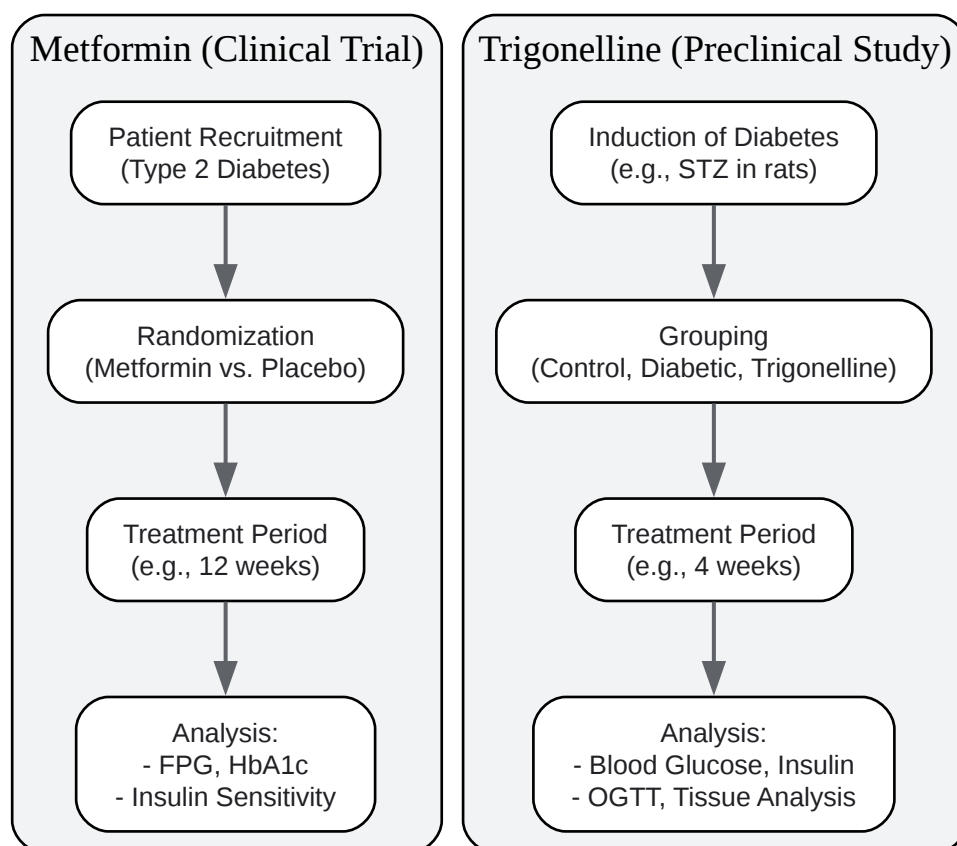 Metformin (Clinical Trial)
Patient Recruitment
(Type 2 Diabetes)
Randomization
(Metformin vs. Placebo)
Treatment Period
(e.g., 12 weeks)
Analysis:
- FPG, HbA1c
- Insulin Sensitivity
Trigonelline (Preclinical Study)
Induction of Diabetes
(e.g., STZ in rats)
Grouping
(Control, Diabetic, Trigonelline)
Treatment Period
(e.g., 4 weeks)
Analysis:
- Blood Glucose, Insulin
- OGTT, Tissue Analysis